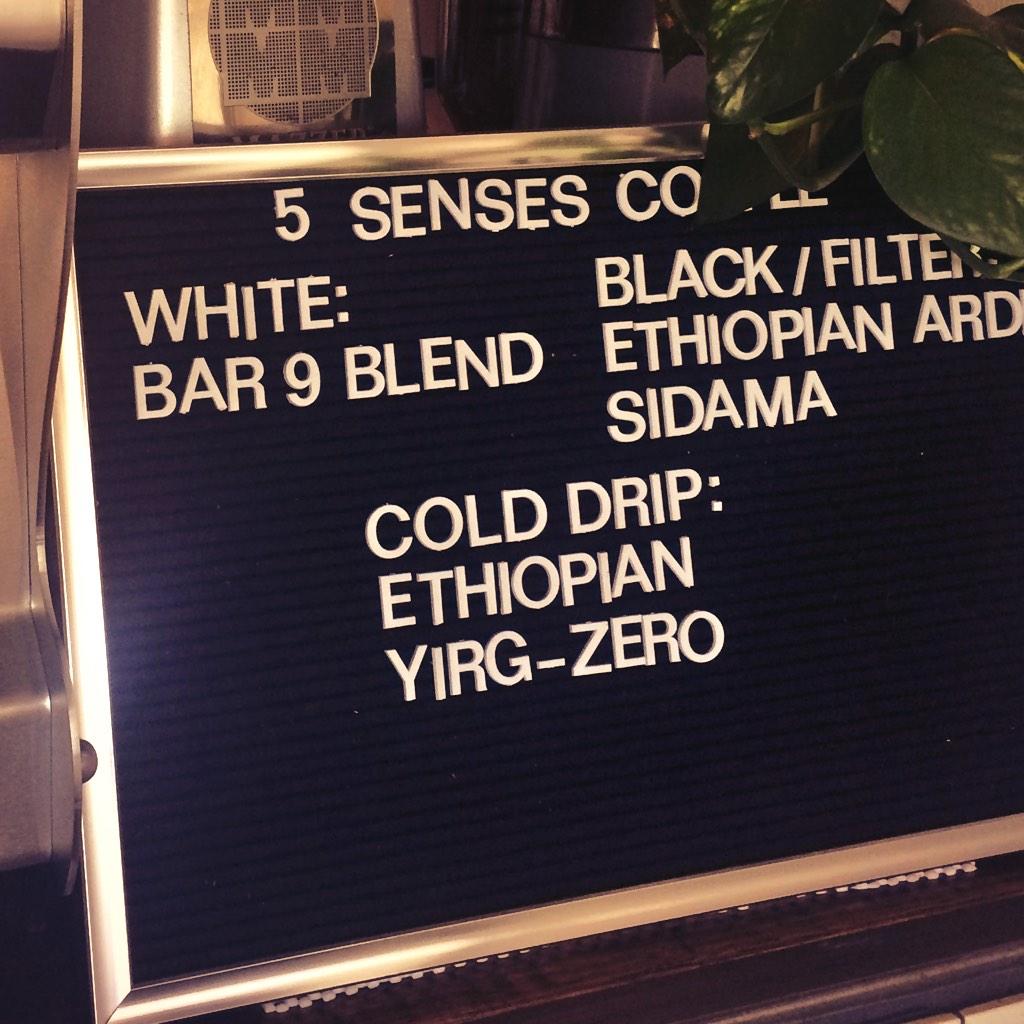 5 SENSES
WHITE:
BAR 9 BLEND
BLACK / FILTER:
ETHIOPIAN
SIDAMA
COLD DRIP:
ETHIOPIAN
YIRG-ZERO